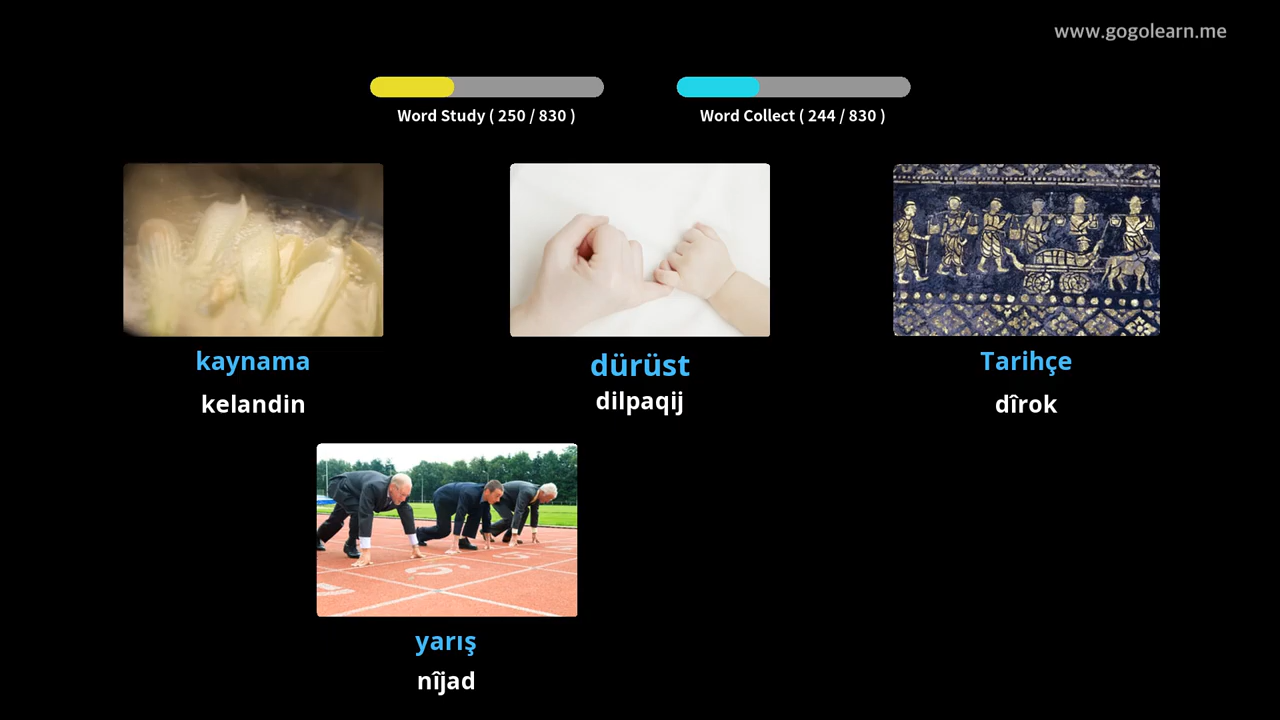 www.gogolearn.me
Word Study ( 250 / 830 )
Word Collect ( 244 / 830 )
kaynama
kelandin
dürüst
dilpaqij
Tarihçe
dîrok
yarış
nîjad